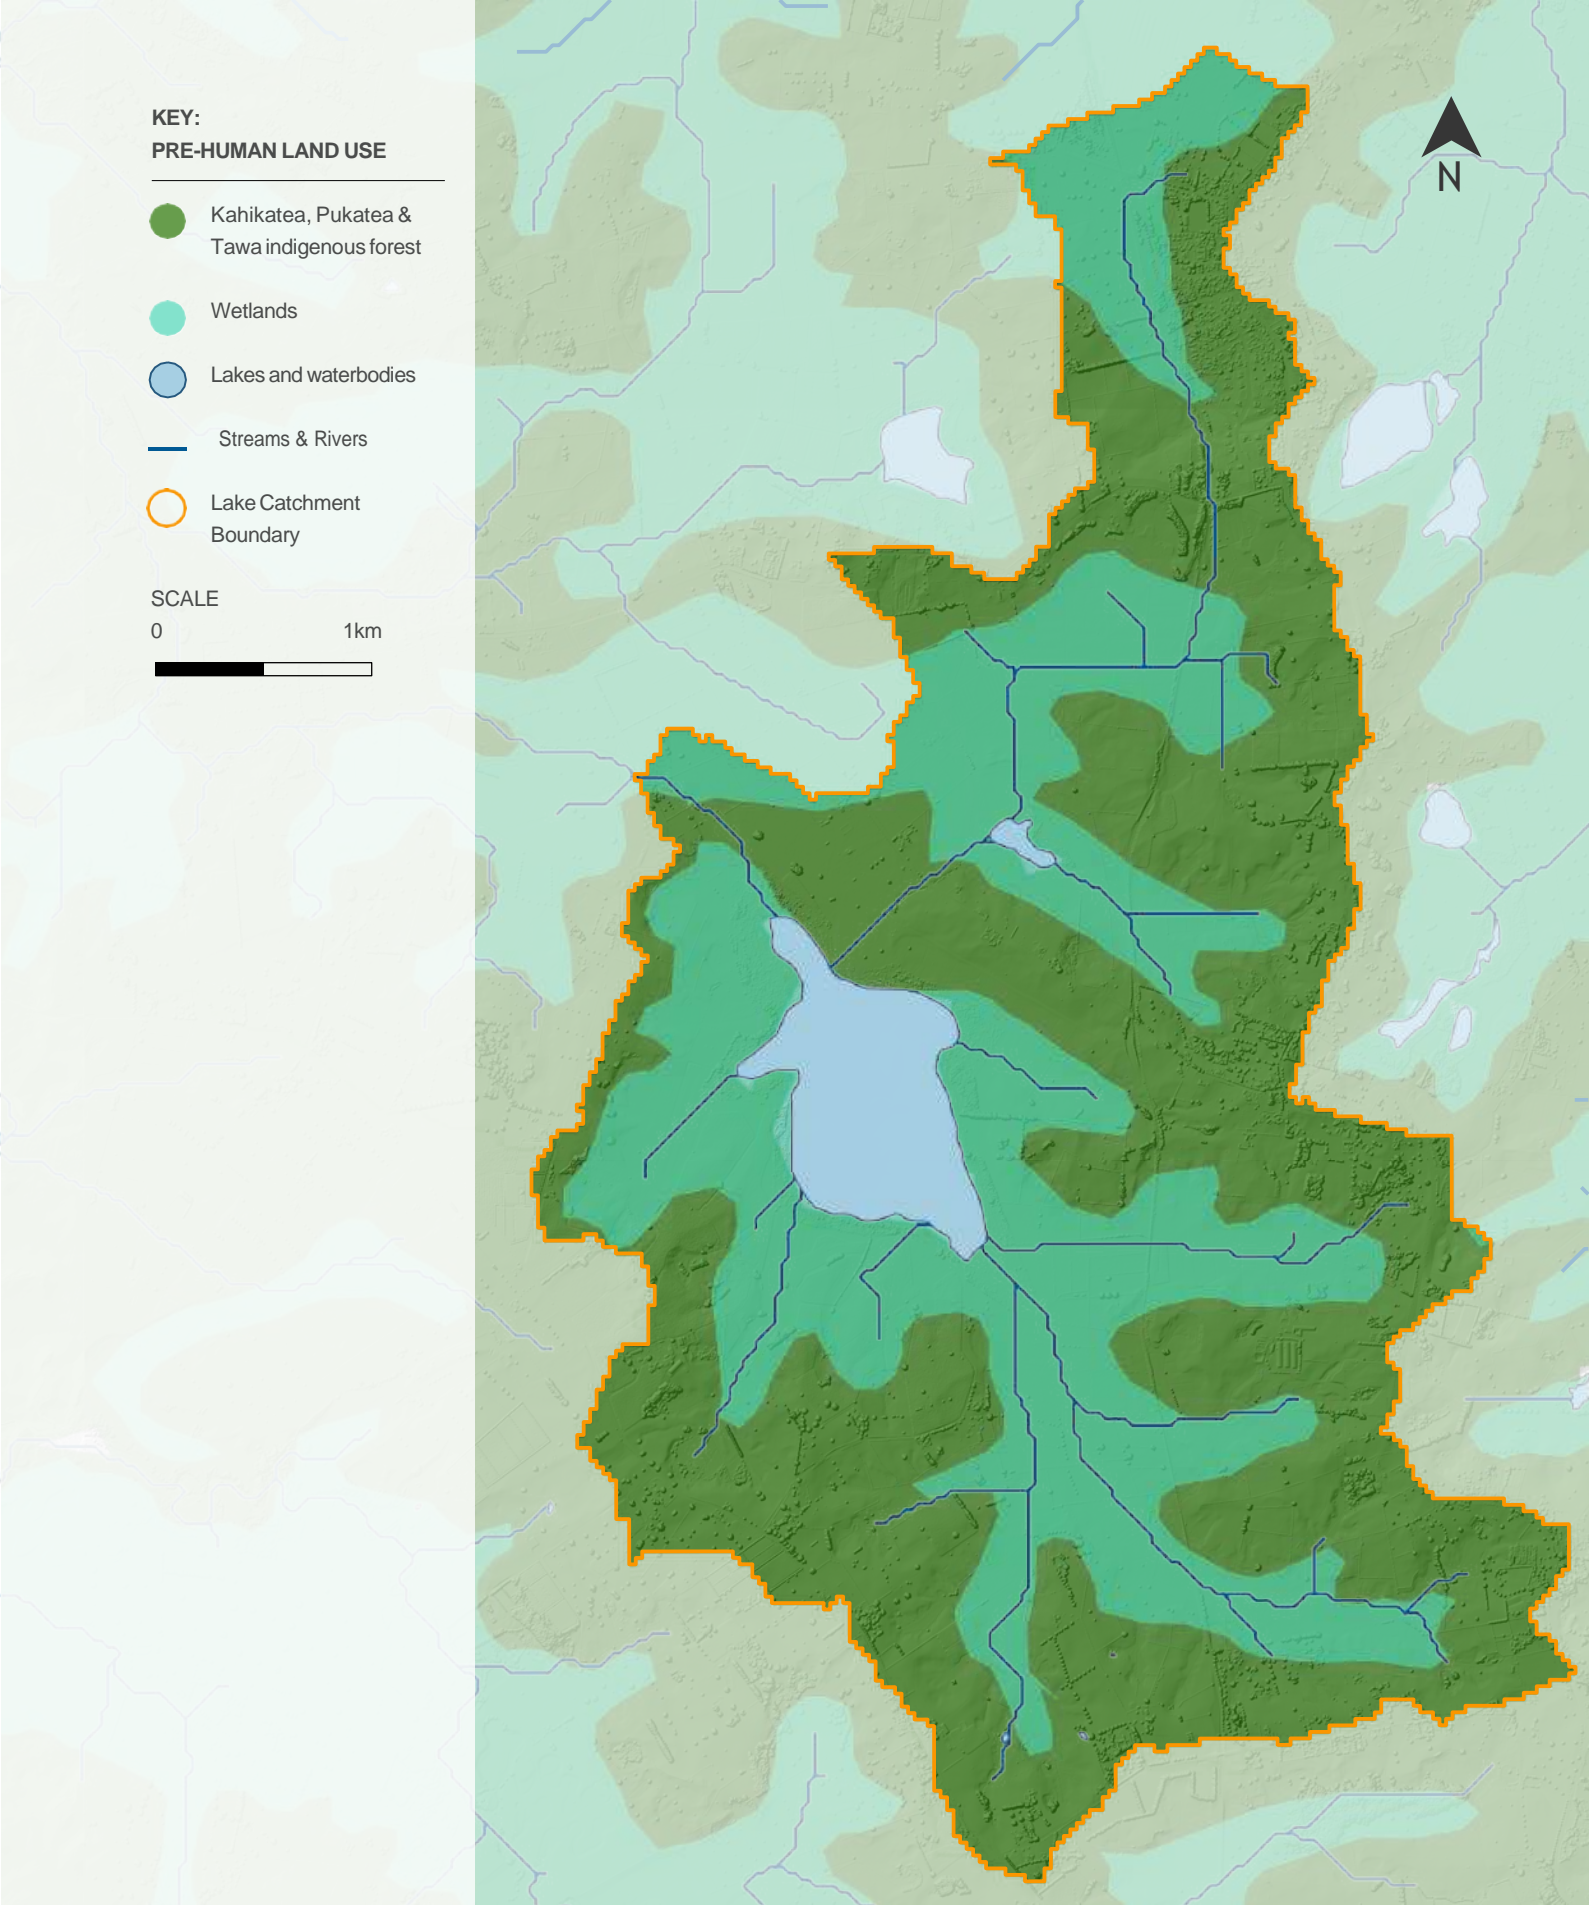 KEY:
PRE-HUMAN LAND USE
Kahikatea, Pukatea &
Tawa indigenous forest
Wetlands
Lakes and waterbodies
Streams & Rivers
Lake Catchment
Boundary
SCALE
0 1km
N